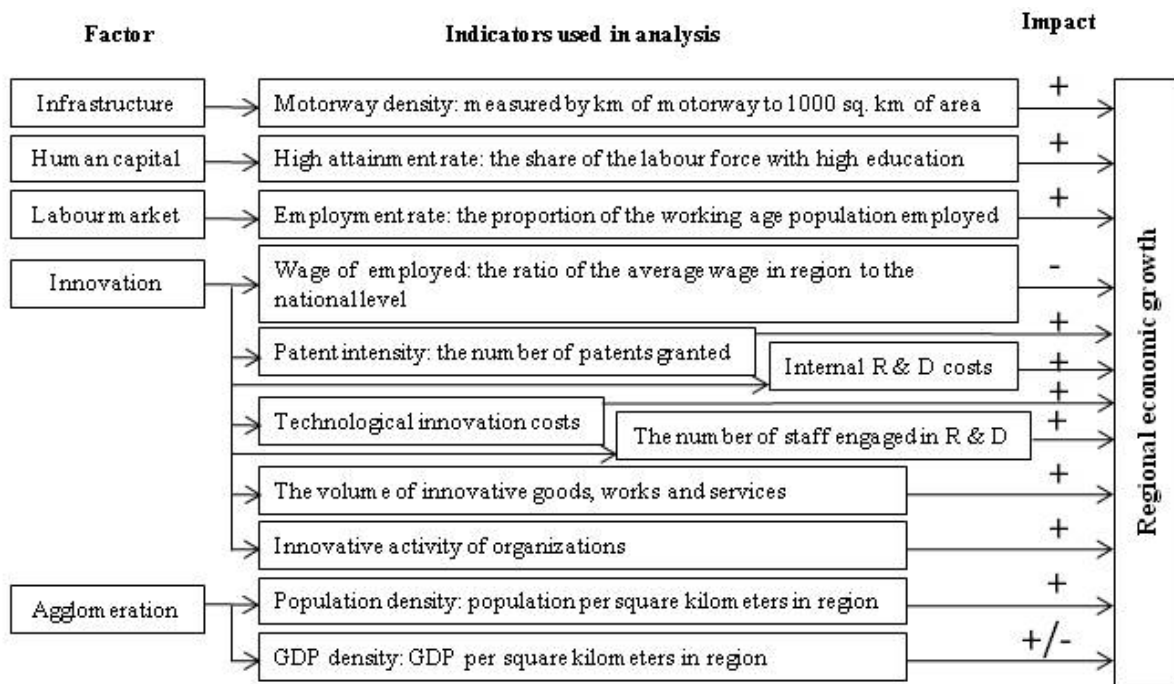 Factor Indicators used in analysis Impact
Infrastructure Motorway density: measured by km of motorway to 1000 sq. km of area +
Human capital High attainment rate: the share of the labour force with high education +
Labour market Employment rate: the proportion of the working age population employed +
Innovation Wage of employed: the ratio of the average wage in region to the
national level -
Patent intensity: the number of patents granted +
Internal R & D costs +
Technological innovation costs +
The number of staff engaged in R & D +
The volume of innovative goods, works and services +
Innovative activity of organizations +
Agglomeration Population density: population per square kilometers in region +
GDP density: GDP per square kilometers in region +/-
Regional economic growth